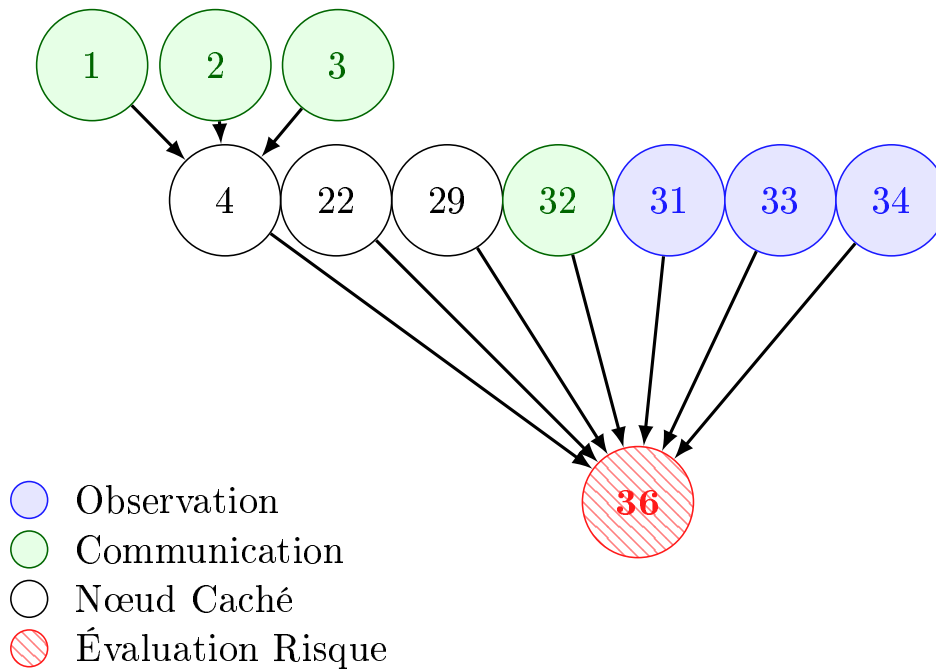 1 2 3
4 22 29 32 31 33 34
36
Observation
Communication
Nœud Caché
Évaluation Risque